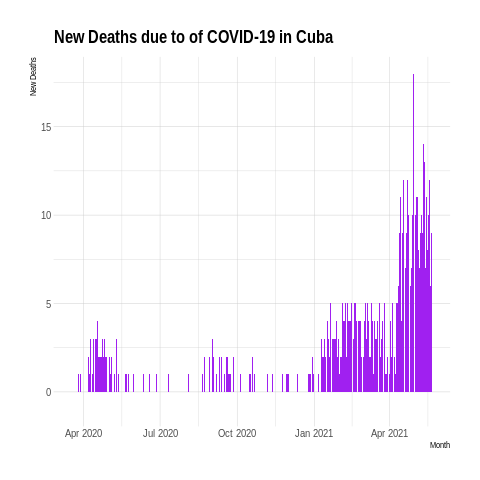 New Deaths due to of COVID-19 in Cuba
New Deaths
15
10
5
0
Apr 2020 Jul 2020 Oct 2020 Jan 2021 Apr 2021
Month